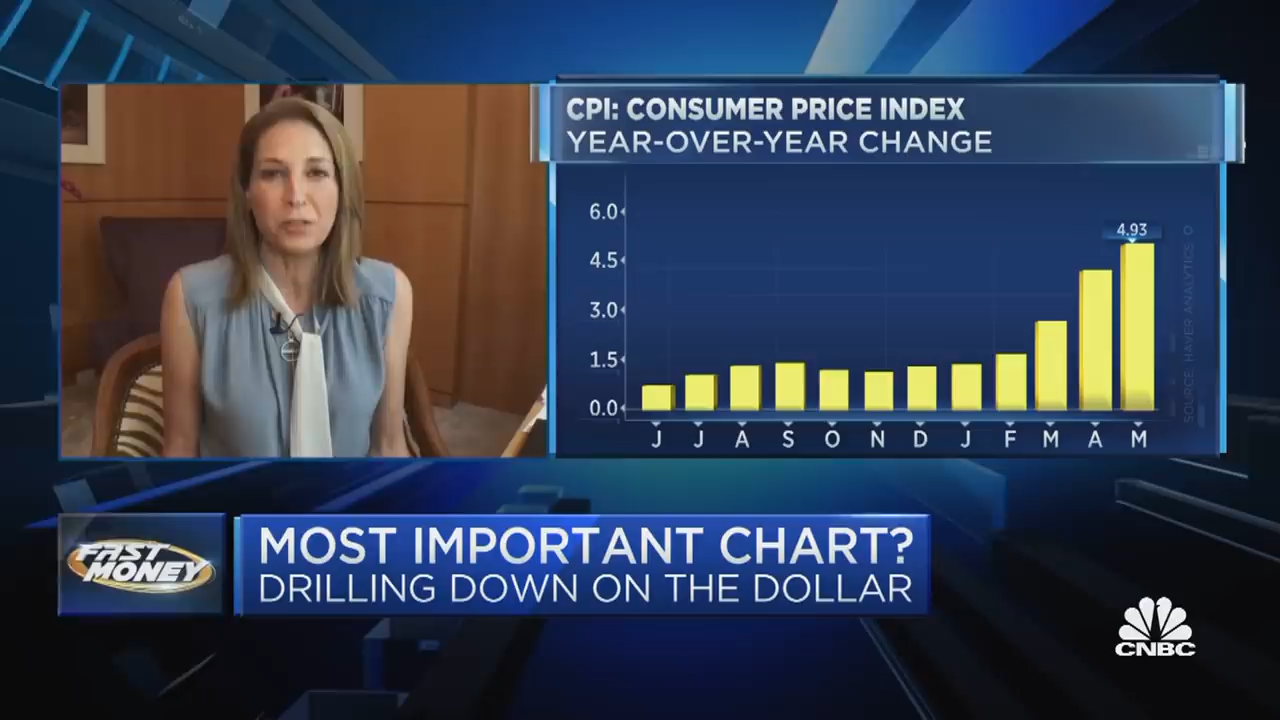 CPI: CONSUMER PRICE INDEX
YEAR-OVER-YEAR CHANGE
6.0
4.5
3.0
1.5
0.0
4.93
J J A S O N D J F M A M
SOURCE: HAVER ANALYTICS
FAST
MONEY
MOST IMPORTANT CHART?
DRILLING DOWN ON THE DOLLAR
CNBC